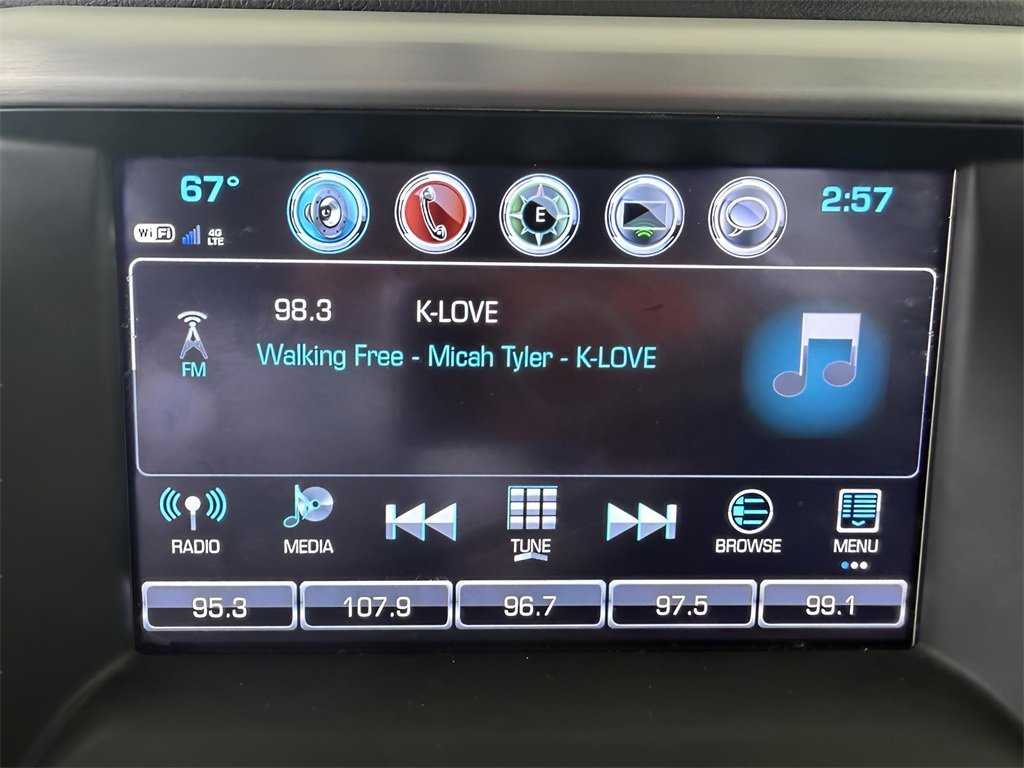 67° 2:57
WiFi 4G
LTE
E
98.3 K-LOVE
FM Walking Free - Micah Tyler - K-LOVE
RADIO MEDIA TUNE BROWSE MENU
95.3 107.9 96.7 97.5 99.1